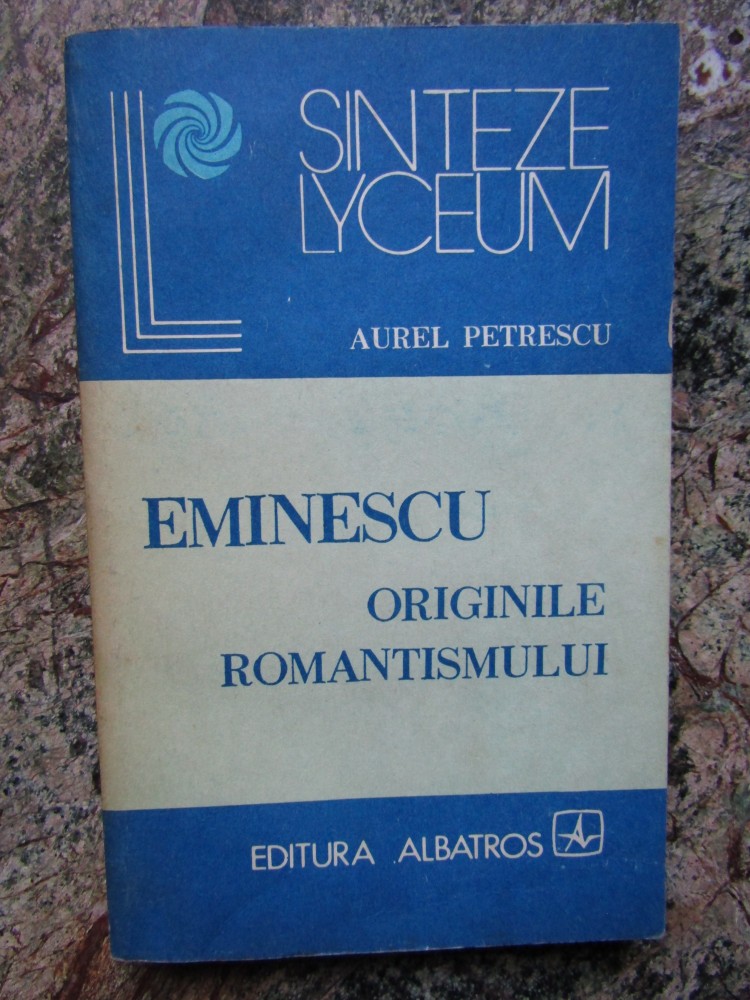 SINTEZE
LYCEUM
AUREL PETRESCU
EMINESCU
ORIGINILE
ROMANTISMULUI
EDITURA ALBATROS